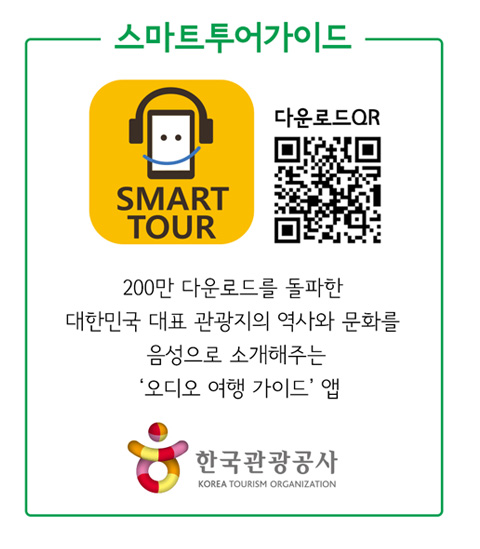 스마트투어가이드
SMART
TOUR
다운로드QR
200만 다운로드를 돌파한
대한민국 대표 관광지의 역사와 문화를
음성으로 소개해주는
‘오디오 여행 가이드’ 앱
한국관광공사
KOREA TOURISM ORGANIZATION